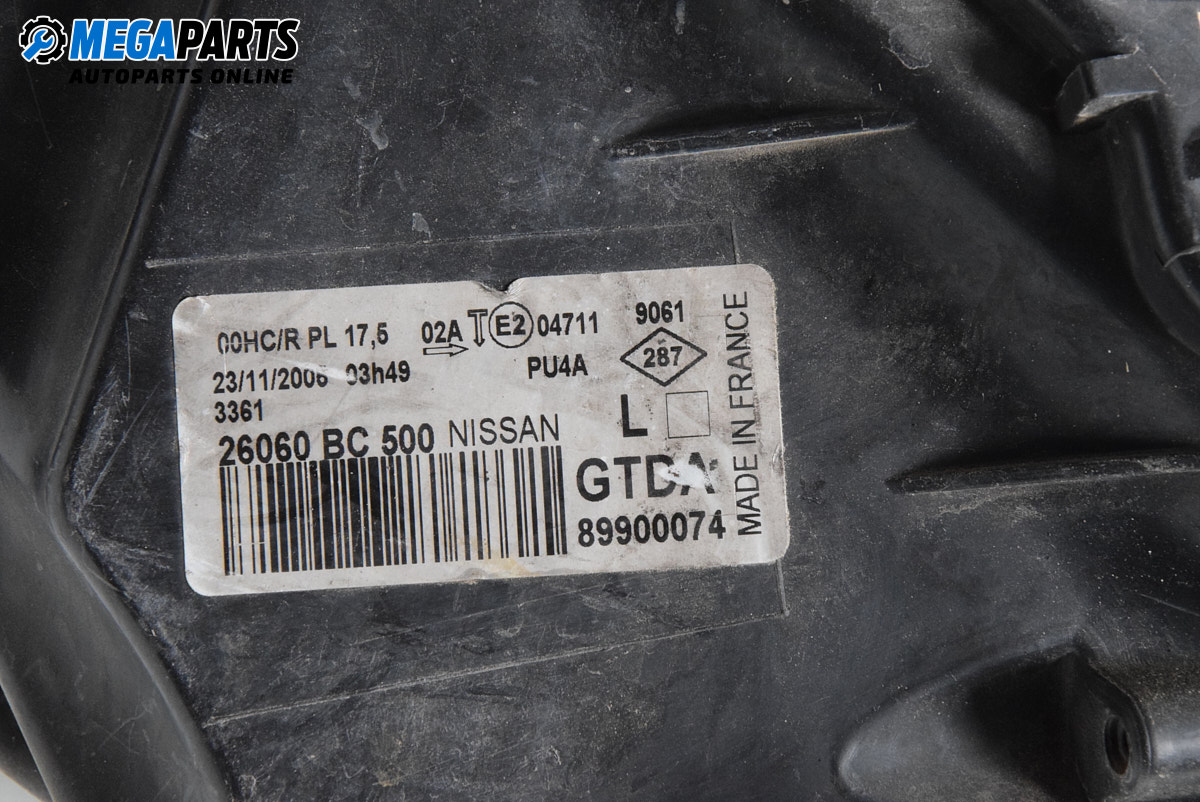 MEGAPARTS
AUTOPARTS ONLINE
00HC/R PL 17,5 02A E2 04711 9061
23/11/2006 03h49 PU4A 287
3361
26060 BC 500 NISSAN L
GTDA
89900074
MADE IN FRANCE